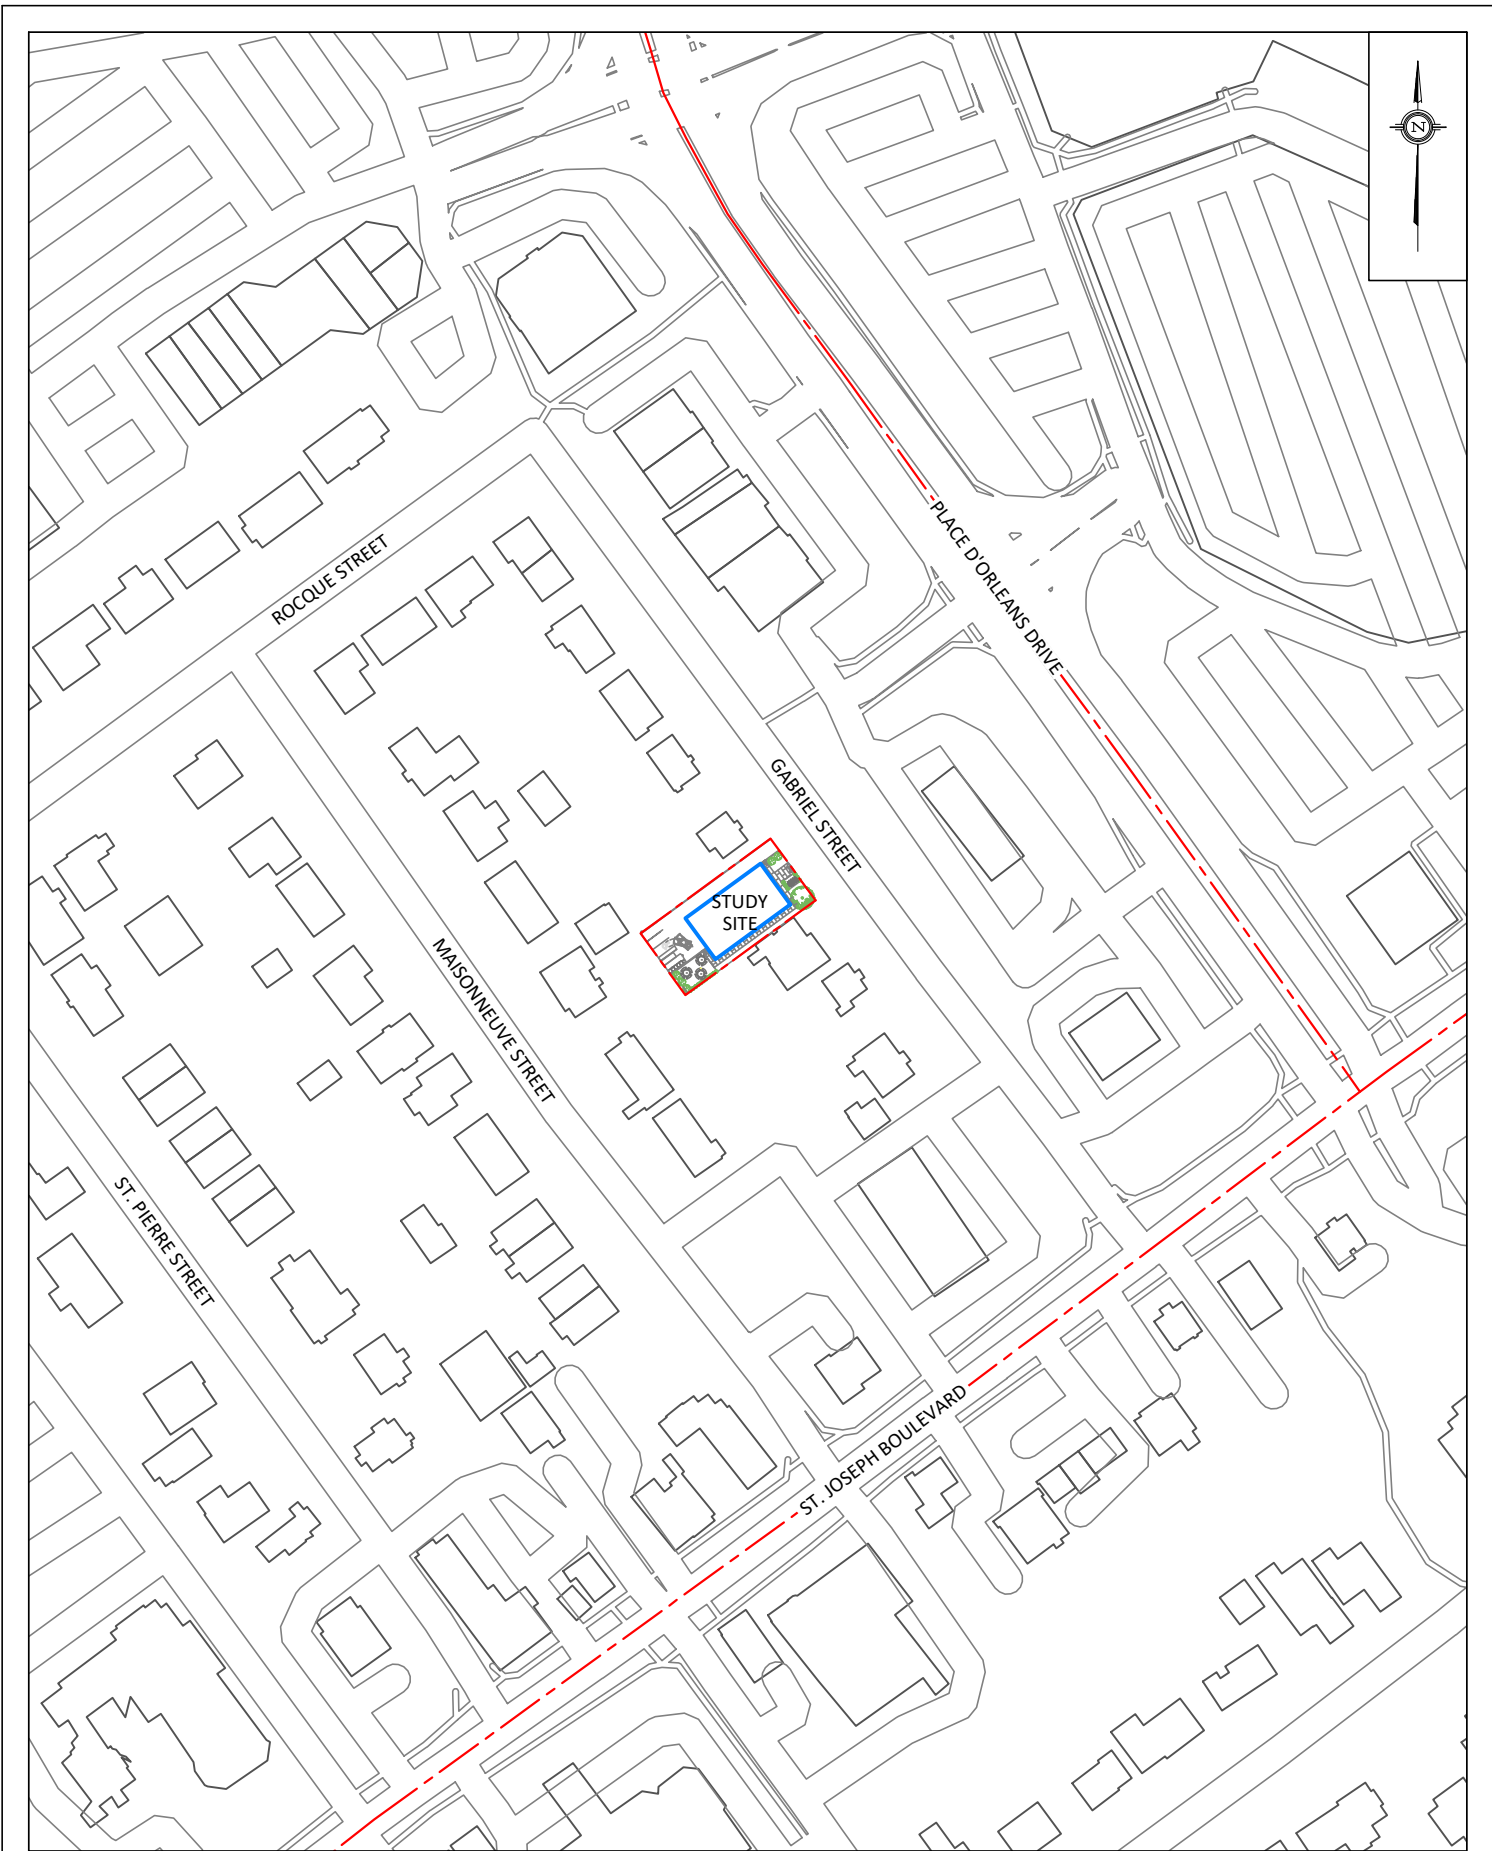 N
PLACE D'ORLEANS DRIVE
ROCQUE STREET
GABRIEL STREET
STUDY
SITE
MAISONNEUVE STREET
ST. PIERRE STREET
ST. JOSEPH BOULEVARD